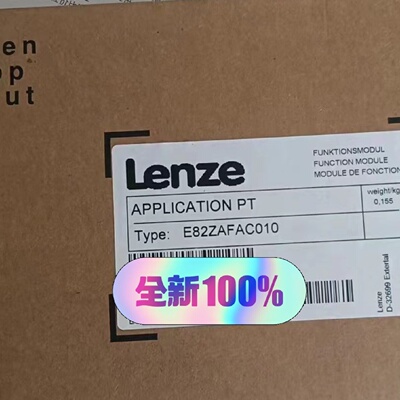 en
op
ut
Lenze
FUNKTIONSMODUL
FUNCTION MODULE
MODULE DE FONCTION
APPLICATION PT
weight/kg
0,155
Type: E82ZAFAC010
全新100%
Lenze
D-32699 Extertal